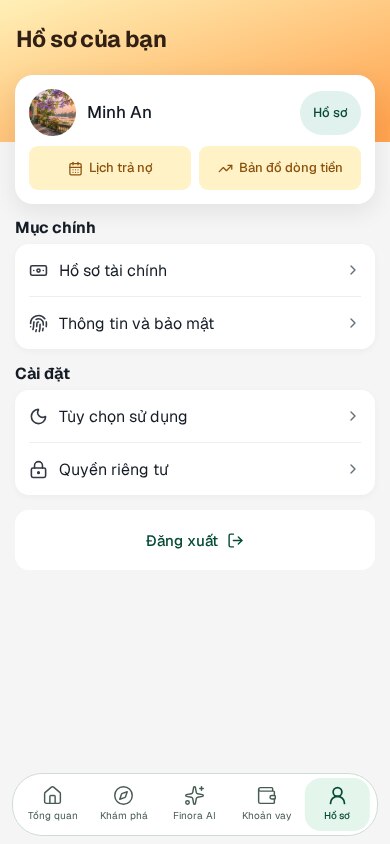 Hồ sơ của bạn
Minh An
Hồ sơ
Lịch trả nợ
Bản đồ dòng tiền
Mục chính
Hồ sơ tài chính
Thông tin và bảo mật
Cài đặt
Tùy chọn sử dụng
Quyền riêng tư
Đăng xuất
Tổng quan
Khám phá
Finora AI
Khoản vay
Hồ sơ